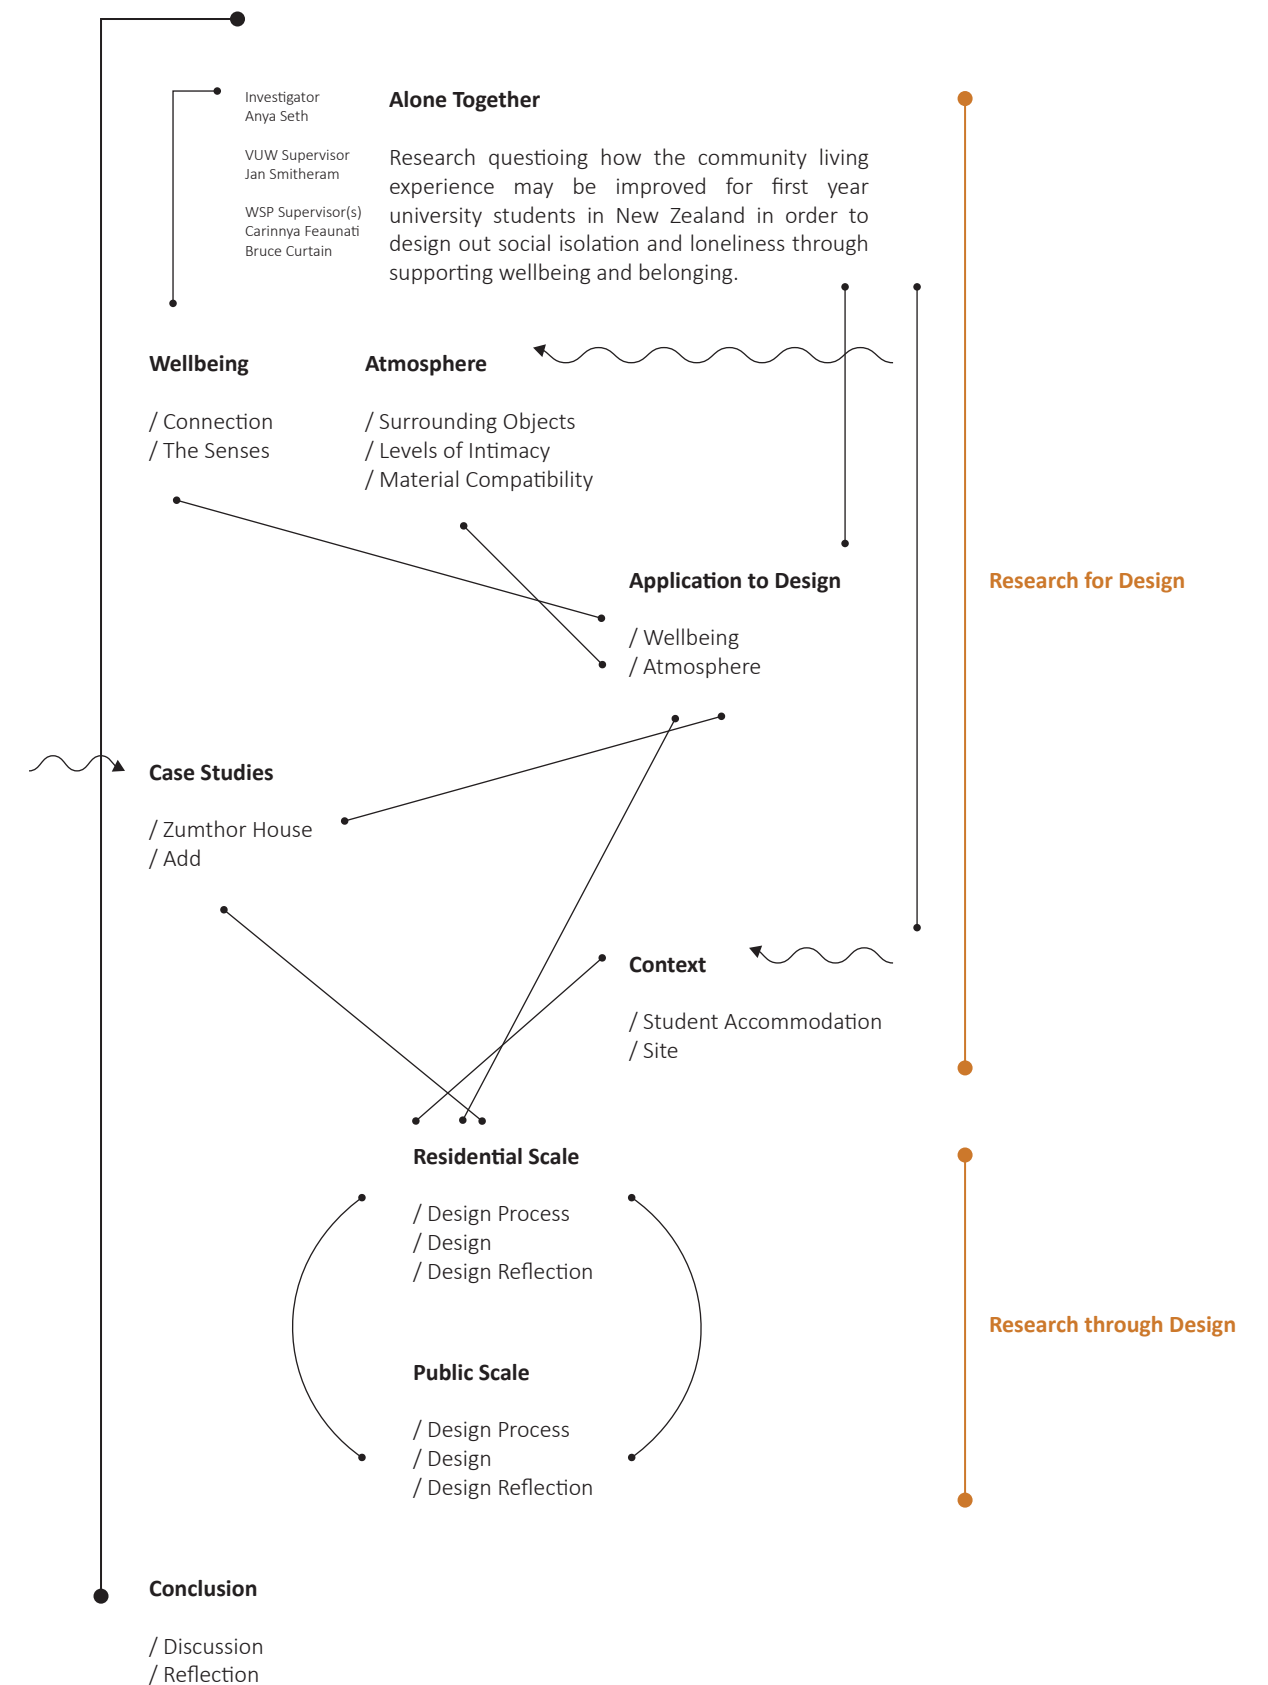 Investigator
Anya Seth
VUW Supervisor
Jan Smitheram
WSP Supervisor(s)
Carinnya Feaunati
Bruce Curtain
Alone Together
Research questioing how the community living
experience may be improved for first year
university students in New Zealand in order to
design out social isolation and loneliness through
supporting wellbeing and belonging.
Wellbeing
/ Connection
/ The Senses
Atmosphere
/ Surrounding Objects
/ Levels of Intimacy
/ Material Compatibility
Application to Design
/ Wellbeing
/ Atmosphere
Research for Design
Case Studies
/ Zumthor House
/ Add
Context
/ Student Accommodation
/ Site
Residential Scale
/ Design Process
/ Design
/ Design Reflection
Research through Design
Public Scale
/ Design Process
/ Design
/ Design Reflection
Conclusion
/ Discussion
/ Reflection